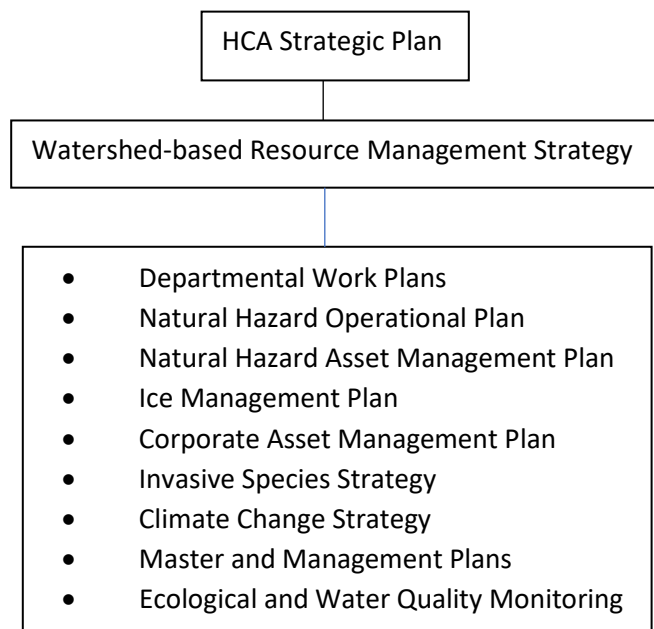 HCA Strategic Plan
Watershed-based Resource Management Strategy
• Departmental Work Plans
• Natural Hazard Operational Plan
• Natural Hazard Asset Management Plan
• Ice Management Plan
• Corporate Asset Management Plan
• Invasive Species Strategy
• Climate Change Strategy
• Master and Management Plans
• Ecological and Water Quality Monitoring